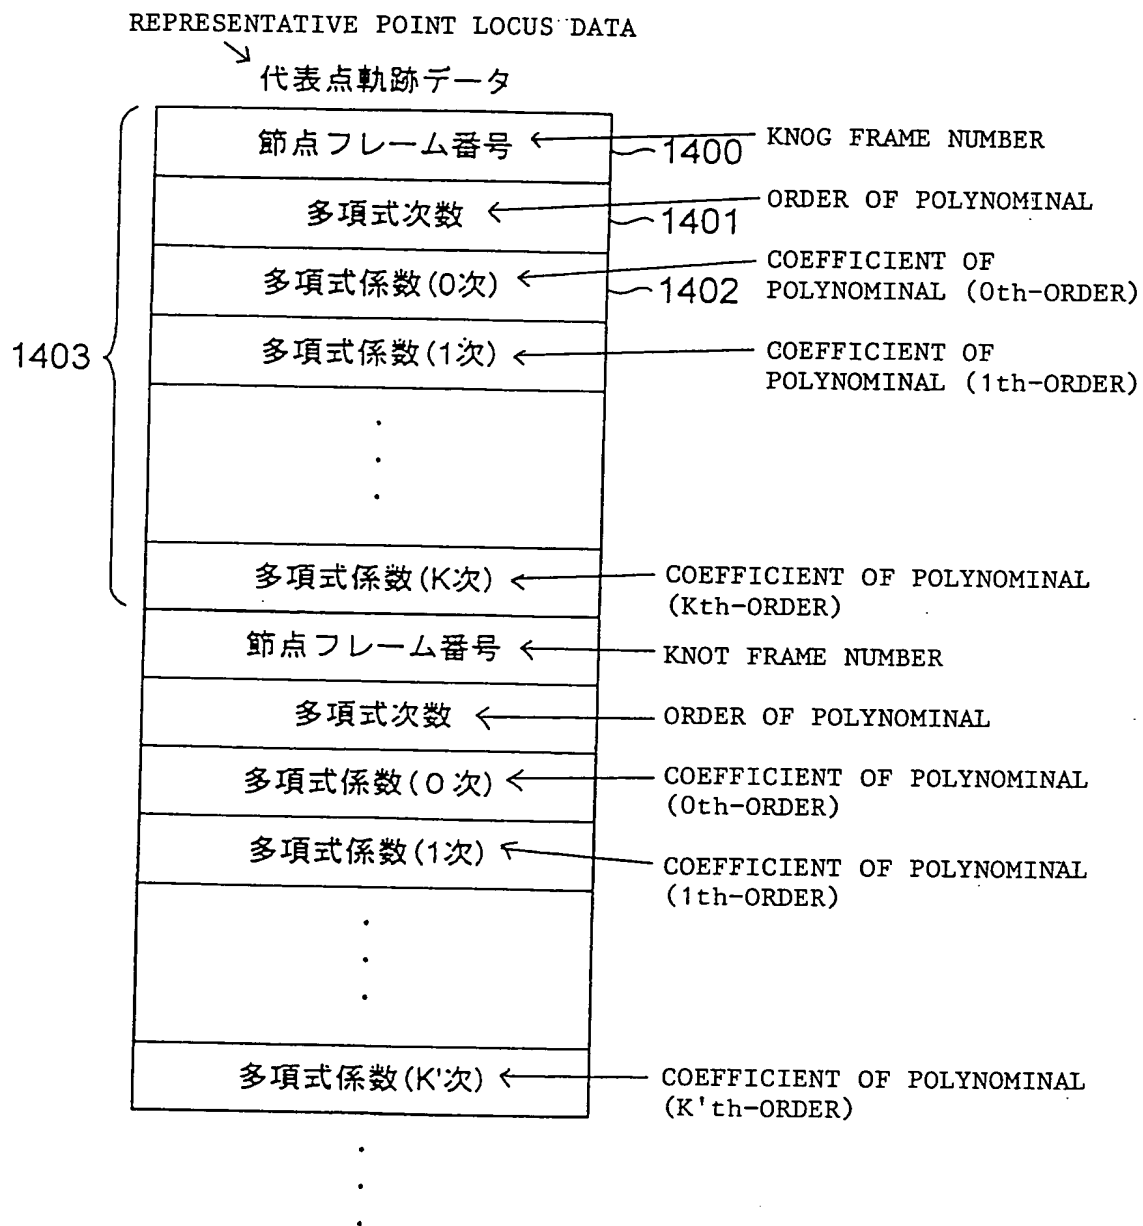 REPRESENTATIVE POINT LOCUS DATA
代表点軌跡データ
節点フレーム番号
1400
KNOG FRAME NUMBER
多項式次数
1401
ORDER OF POLYNOMINAL
多項式係数(0次)
1402
COEFFICIENT OF
POLYNOMINAL (0th-ORDER)
1403
多項式係数(1次)
COEFFICIENT OF
POLYNOMINAL (1th-ORDER)
多項式係数(K次)
COEFFICIENT OF POLYNOMINAL
(Kth-ORDER)
節点フレーム番号
KNOT FRAME NUMBER
多項式次数
ORDER OF POLYNOMINAL
多項式係数(0次)
COEFFICIENT OF POLYNOMINAL
(0th-ORDER)
多項式係数(1次)
COEFFICIENT OF POLYNOMINAL
(1th-ORDER)
多項式係数(K'次)
COEFFICIENT OF POLYNOMINAL
(K'th-ORDER)